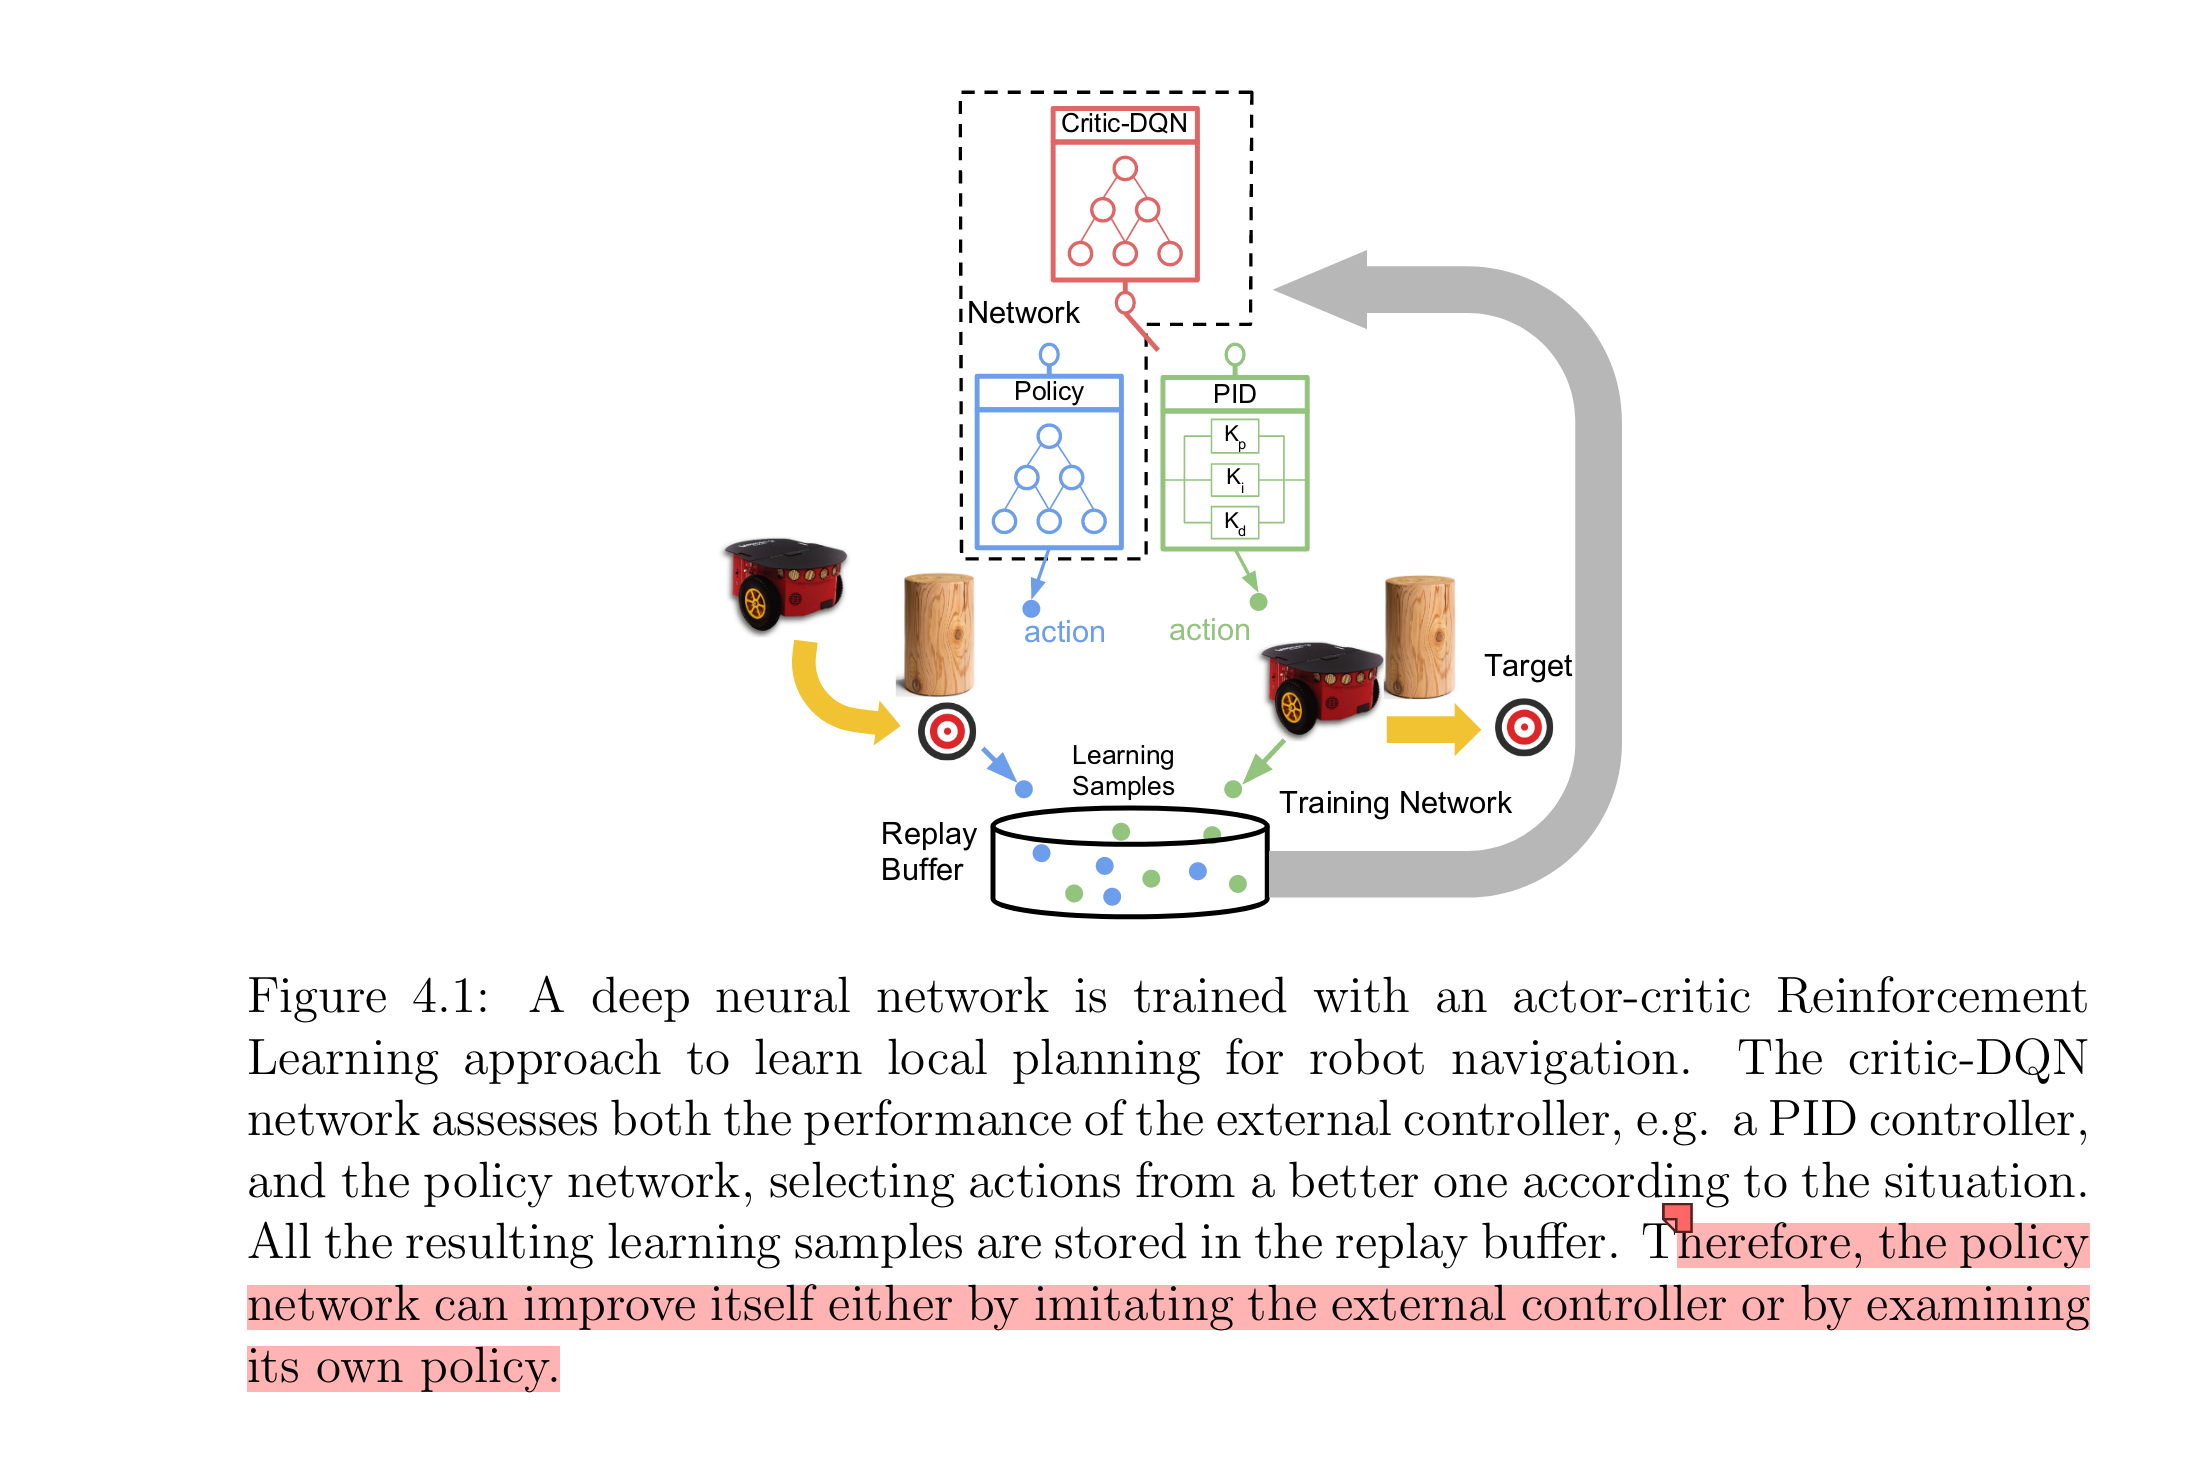 Critic-DQN
Network
Policy
PID
Kp
Ki
Kd
action
action
Target
Learning
Samples
Training Network
Replay
Buffer
Figure 4.1: A deep neural network is trained with an actor-critic Reinforcement
Learning approach to learn local planning for robot navigation. The critic-DQN
network assesses both the performance of the external controller, e.g. a PID controller,
and the policy network, selecting actions from a better one according to the situation.
All the resulting learning samples are stored in the replay buffer. Therefore, the policy
network can improve itself either by imitating the external controller or by examining
its own policy.